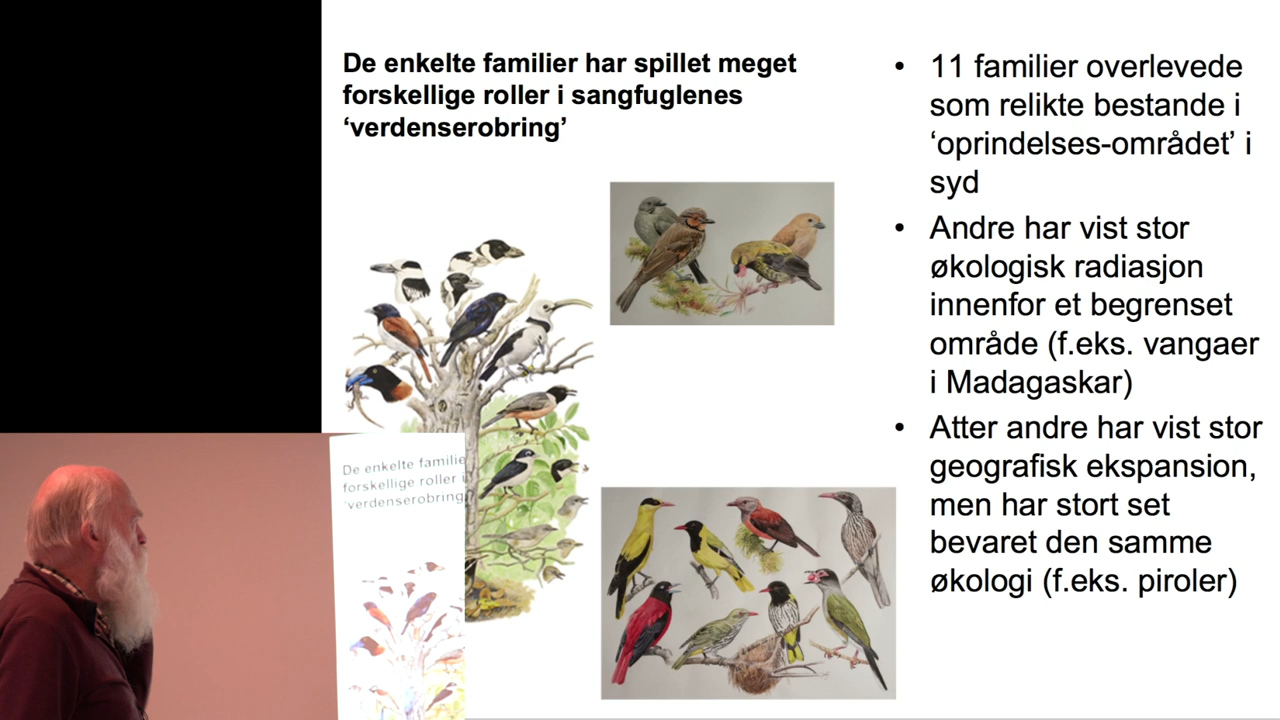 De enkelte familier har spillet meget
forskellige roller i sangfuglenes
‘verdenserobring’
• 11 familier overlevede
som relikte bestande i
‘oprindelses-området’ i
syd
• Andre har vist stor
økologisk radiasjon
innenfor et begrenset
område (f.eks. vangaer
i Madagaskar)
• Atter andre har vist stor
geografisk ekspansion,
men har stort set
bevaret den samme
økologi (f.eks. piroler)
De enkelte familie
forskellige roller i
‘verdenserobring